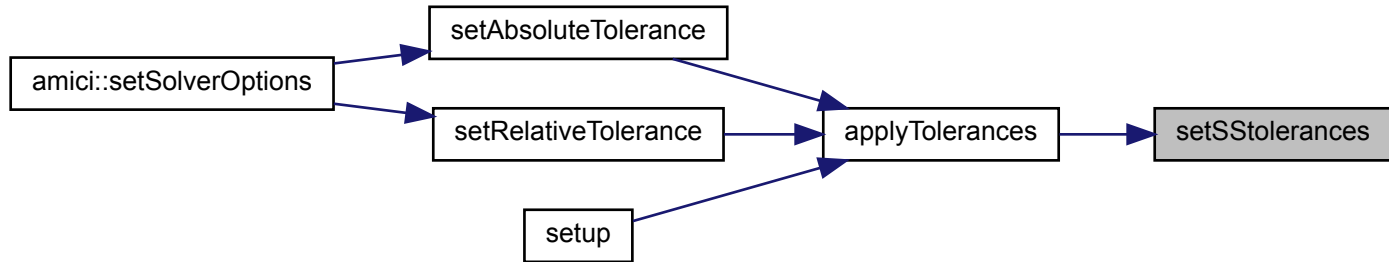 setAbsoluteTolerance
amici::setSolverOptions
setRelativeTolerance
applyTolerances
setSStolerances
setup